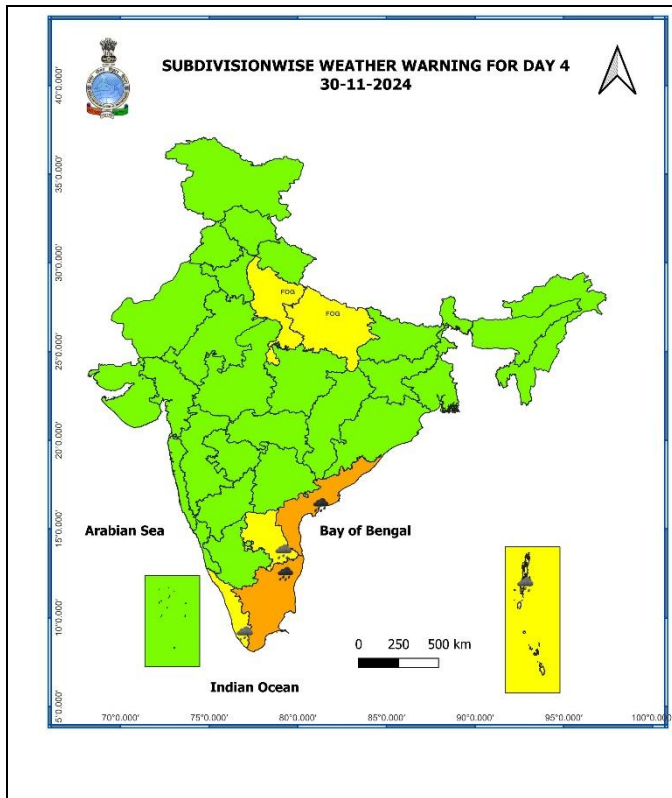 SUBDIVISIONWISE WEATHER WARNING FOR DAY 4
30-11-2024
40°0.000'
35°0.000'
30°0.000'
FOG
FOG
25°0.000'
20°0.000'
15°0.000'
Arabian Sea
Bay of Bengal
10°0.000'
0 250 500 km
Indian Ocean
5°0.000'
70°0.000' 75°0.000' 80°0.000' 85°0.000' 90°0.000' 95°0.000' 100°0.000'